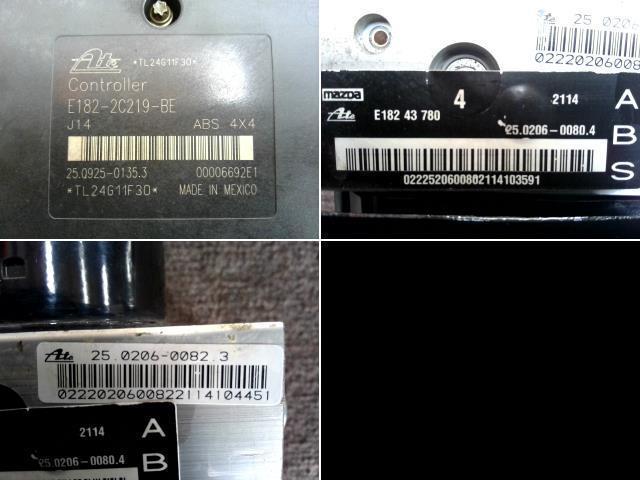 Ate *TL24G11F30*
Controller
E182-2C219-BE
J14 ABS 4X4
25.0925-0135.3 00006692E1
*TL24G11F30* MADE IN MEXICO
25 0206
0222020600
mazda 4 2114 A
Ate E182 43 780
25.0206-0080.4 B
0222520600802114103591 S
Ate 25.0206-0082.3
0222020600822114104451
2114 A
25.0206-0080.4 B